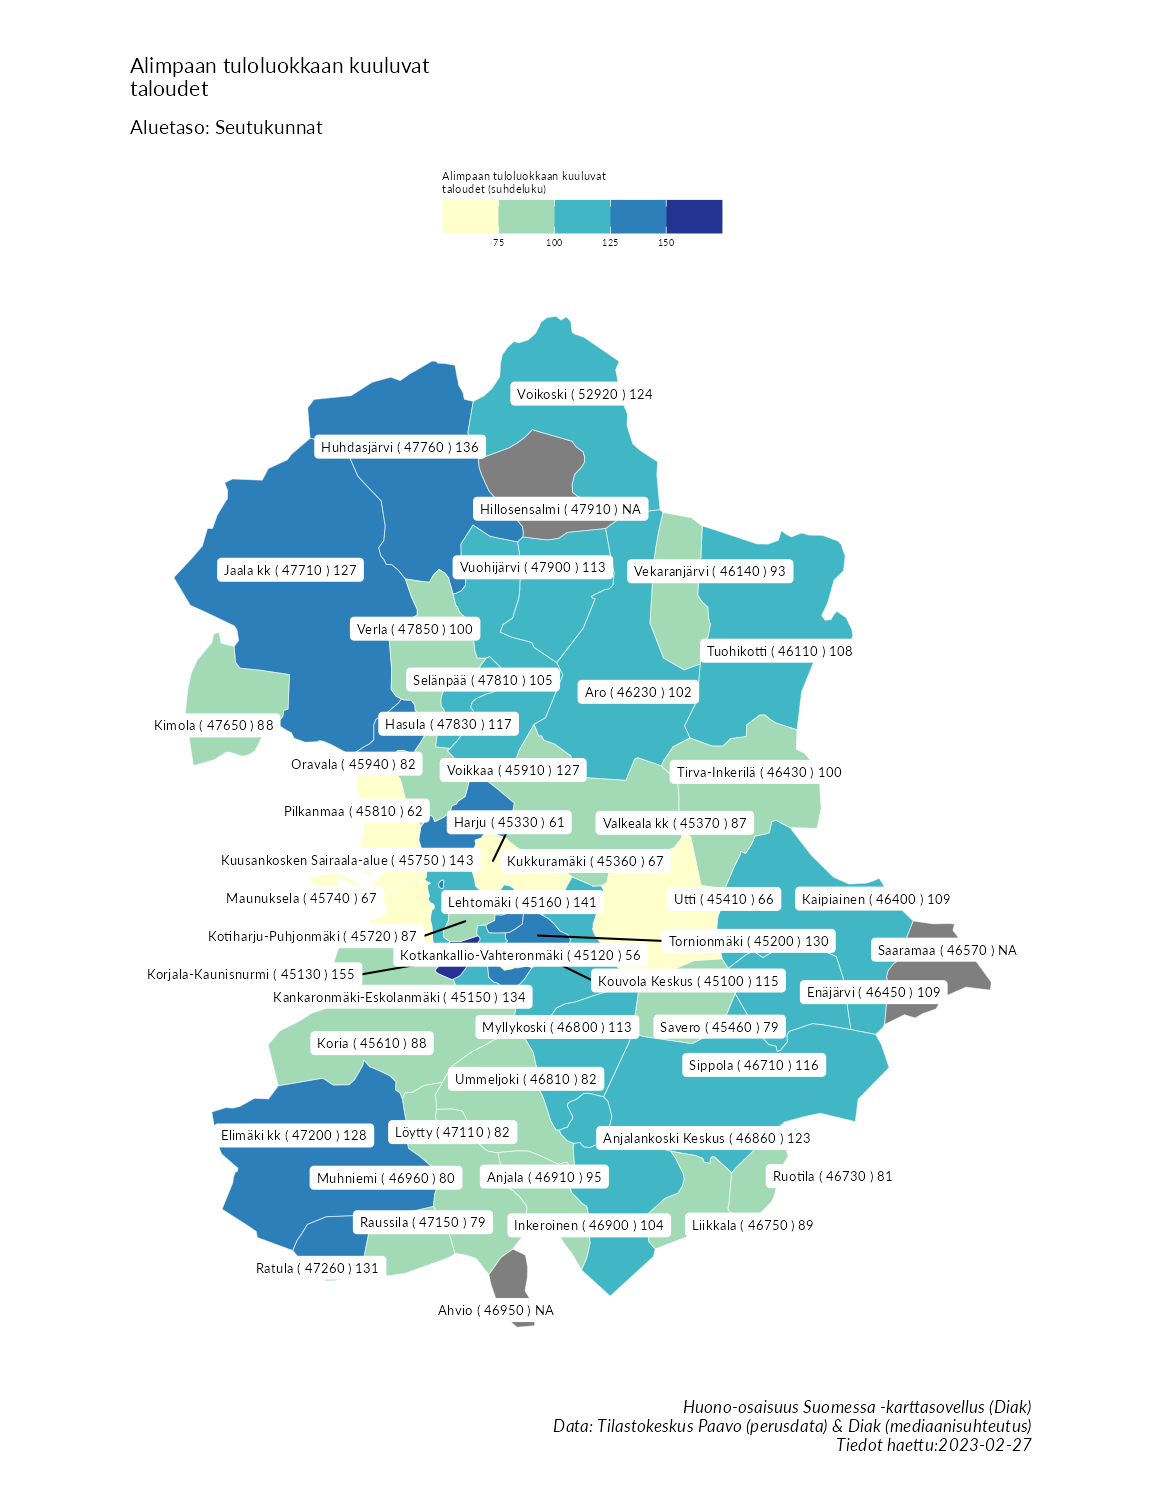 Alimpaan tuloluokkaan kuuluvat
taloudet
Aluetaso: Seutukunnat
Alimpaan tuloluokkaan kuuluvat
taloudet (suhdeluku)
75 100 125 150
Voikoski ( 52920 ) 124
Huhdasjärvi ( 47760 ) 136
Hillosensalmi ( 47910 ) NA
Jaala kk ( 47710 ) 127
Vuohijärvi ( 47900 ) 113
Vekaranjärvi ( 46140 ) 93
Verla ( 47850 ) 100
Tuohikotti ( 46110 ) 108
Selänpää ( 47810 ) 105
Aro ( 46230 ) 102
Kimola ( 47650 ) 88
Hasula ( 47830 ) 117
Oravala ( 45940 ) 82
Voikkaa ( 45910 ) 127
Tirva-Inkerilä ( 46430 ) 100
Pilkanmaa ( 45810 ) 62
Harju ( 45330 ) 61
Valkeala kk ( 45370 ) 87
Kuusankosken Sairaala-alue ( 45750 ) 143
Kukkuramäki ( 45360 ) 67
Maunuksela ( 45740 ) 67
Lehtomäki ( 45160 ) 141
Utti ( 45410 ) 66
Kaipiainen ( 46400 ) 109
Kotiharju-Puhjonmäki ( 45720 ) 87
Tornionmäki ( 45200 ) 130
Saaramaa ( 46570 ) NA
Kotkankallio-Vahteronmäki ( 45120 ) 56
Korjala-Kaunisnurmi ( 45130 ) 155
Kouvola Keskus ( 45100 ) 115
Enäjärvi ( 46450 ) 109
Kankaronmäki-Eskolanmäki ( 45150 ) 134
Myllykoski ( 46800 ) 113
Savero ( 45460 ) 79
Koria ( 45610 ) 88
Sippola ( 46710 ) 116
Ummeljoki ( 46810 ) 82
Elimäki kk ( 47200 ) 128
Löytty ( 47110 ) 82
Anjalankoski Keskus ( 46860 ) 123
Muhniemi ( 46960 ) 80
Anjala ( 46910 ) 95
Ruotila ( 46730 ) 81
Raussila ( 47150 ) 79
Inkeroinen ( 46900 ) 104
Liikkala ( 46750 ) 89
Ratula ( 47260 ) 131
Ahvio ( 46950 ) NA
Huono-osaisuus Suomessa -karttasovellus (Diak)
Data: Tilastokeskus Paavo (perusdata) & Diak (mediaanisuhteutus)
Tiedot haettu:2023-02-27